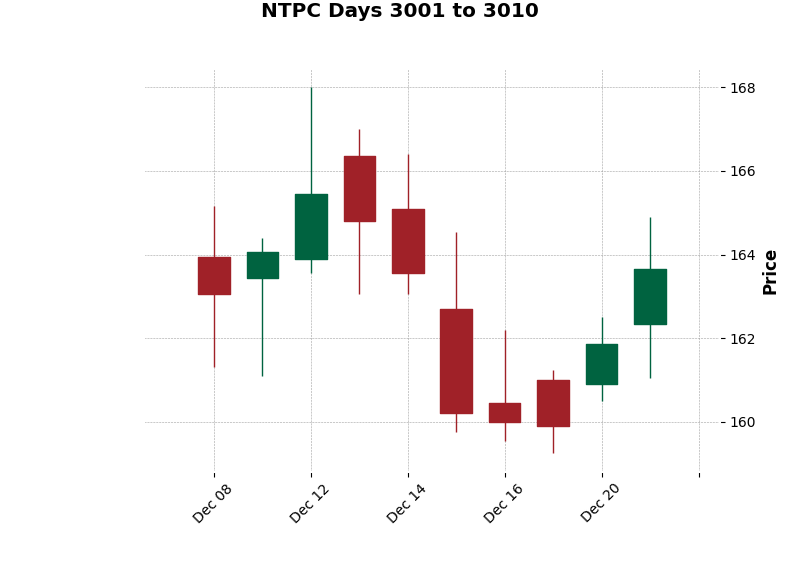 NTPC Days 3001 to 3010
168
166
164
162
160
Price
Dec 08
Dec 12
Dec 14
Dec 16
Dec 20